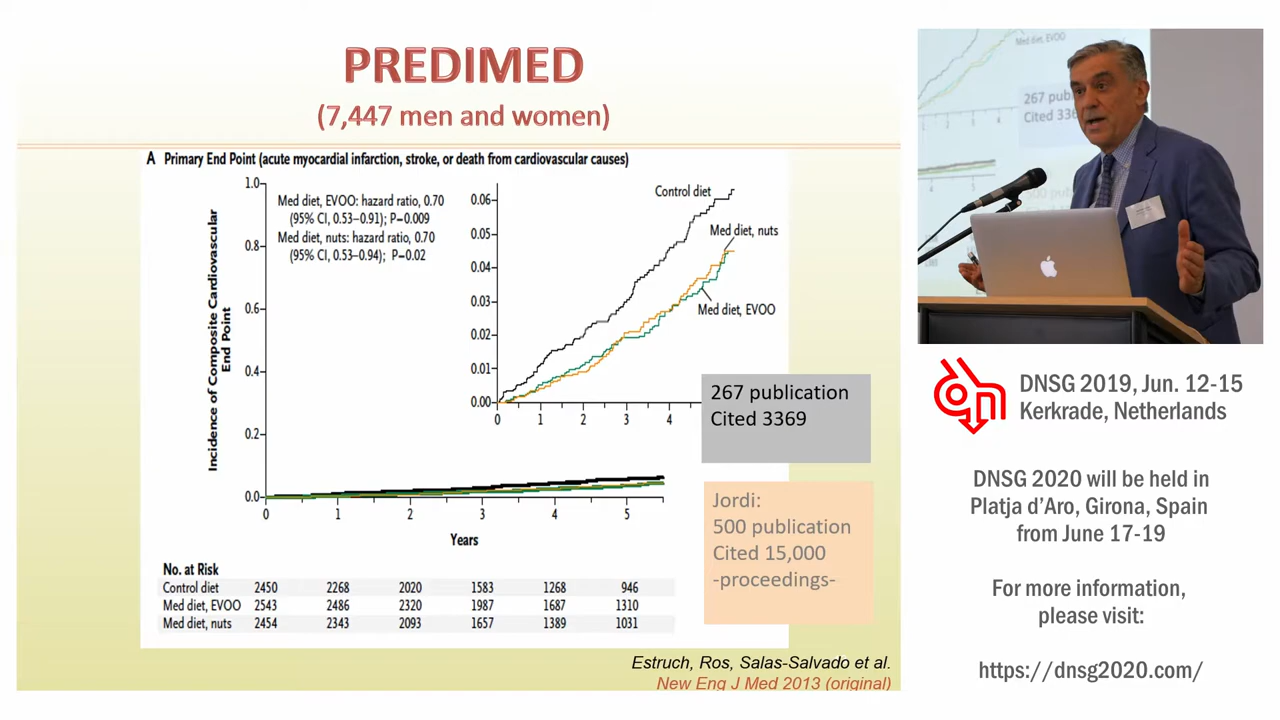 PREDIMED
(7,447 men and women)
A Primary End Point (acute myocardial infarction, stroke, or death from cardiovascular causes)
Incidence of Composite Cardiovascular
End Point
1.0
0.8
0.6
0.4
0.2
0.0
Med diet, EVOO: hazard ratio, 0.70
(95% CI, 0.53–0.91); P=0.009
Med diet, nuts: hazard ratio, 0.70
(95% CI, 0.53–0.94); P=0.02
0.06
0.05
0.04
0.03
0.02
0.01
0.00
Control diet
Med diet, nuts
Med diet, EVOO
0 1 2 3 4
0 1 2 3 4 5
Years
No. at Risk
Control diet 2450 2268 2020 1583 1268 946
Med diet, EVOO 2543 2486 2320 1987 1687 1310
Med diet, nuts 2454 2343 2093 1657 1389 1031
267 publication
Cited 3369
Jordi:
500 publication
Cited 15,000
-proceedings-
Estruch, Ros, Salas-Salvado et al.
New Eng J Med 2013 (original)
Med diet, EVOO
267
Cited
4 5
DNSG 2019, Jun. 12-15
Kerkrade, Netherlands
DNSG 2020 will be held in
Platja d’Aro, Girona, Spain
from June 17-19
For more information,
please visit:
https://dnsg2020.com/